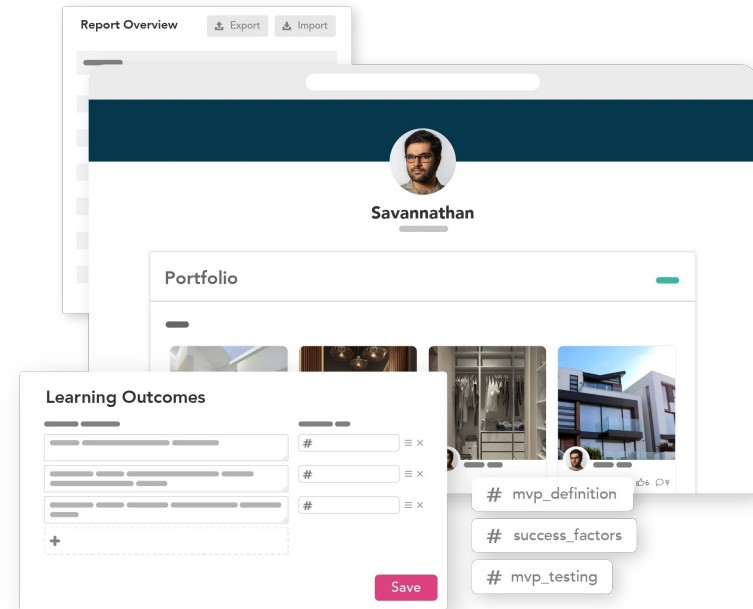 Report Overview
Export
Import
Savannathan
Portfolio
6 9
Learning Outcomes
#
#
#
+
Save
# mvp_definition
# success_factors
# mvp_testing